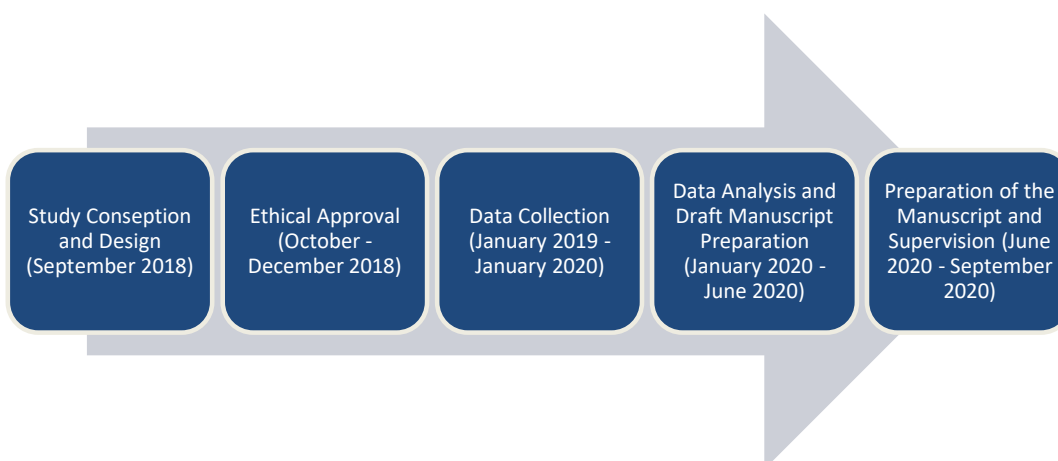 Study Conseption
and Design
(September 2018)
Ethical Approval
(October -
December 2018)
Data Collection
(January 2019 -
January 2020)
Data Analysis and
Draft Manuscript
Preparation
(January 2020 -
June 2020)
Preparation of the
Manuscript and
Supervision (June
2020 - September
2020)